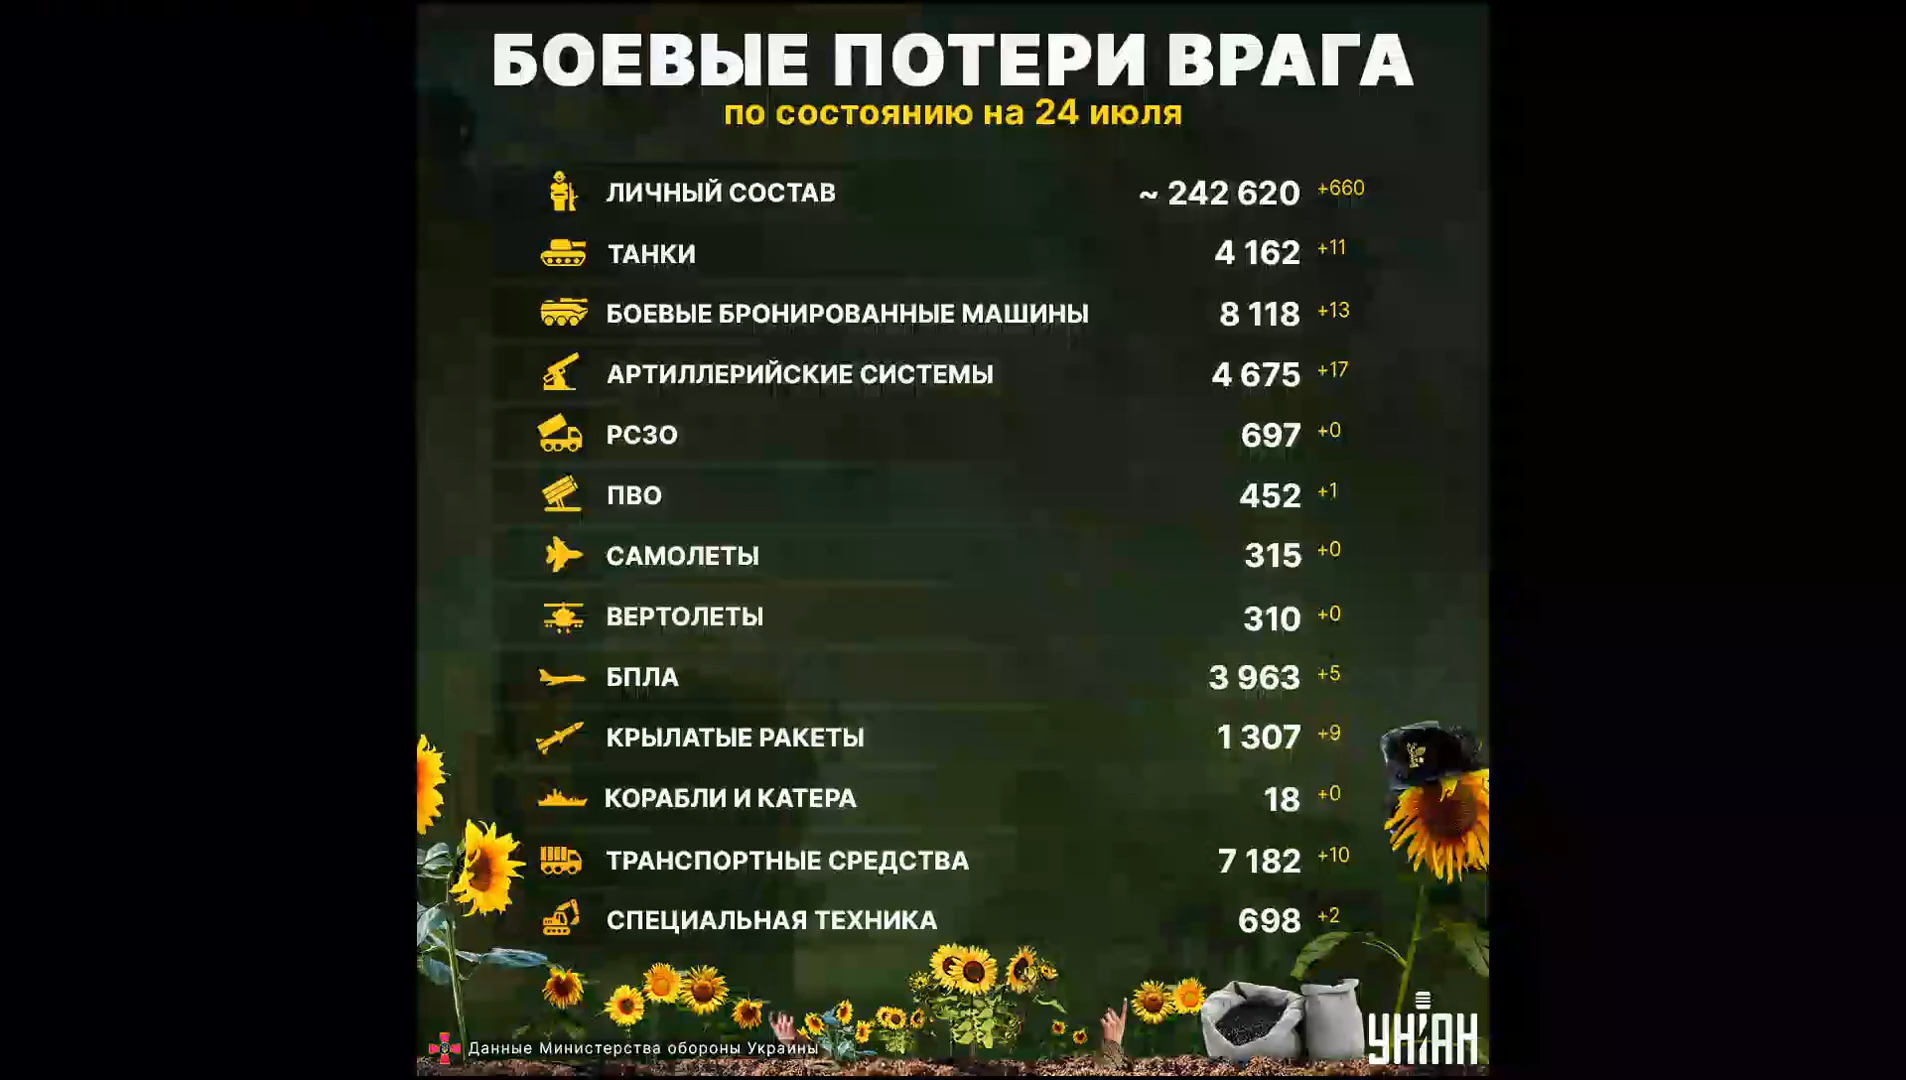 БОЕВЫЕ ПОТЕРИ ВРАГА
по состоянию на 24 июля
ЛИЧНЫЙ СОСТАВ ~ 242 620 +660
ТАНКИ 4 162 +11
БОЕВЫЕ БРОНИРОВАННЫЕ МАШИНЫ 8 118 +13
АРТИЛЛЕРИЙСКИЕ СИСТЕМЫ 4 675 +17
РСЗО 697 +0
ПВО 452 +1
САМОЛЕТЫ 315 +0
ВЕРТОЛЕТЫ 310 +0
БПЛА 3 963 +5
КРЫЛАТЫЕ РАКЕТЫ 1 307 +9
КОРАБЛИ И КАТЕРА 18 +0
ТРАНСПОРТНЫЕ СРЕДСТВА 7 182 +10
СПЕЦИАЛЬНАЯ ТЕХНИКА 698 +2
Данные Министерства обороны Украины
УНІАН